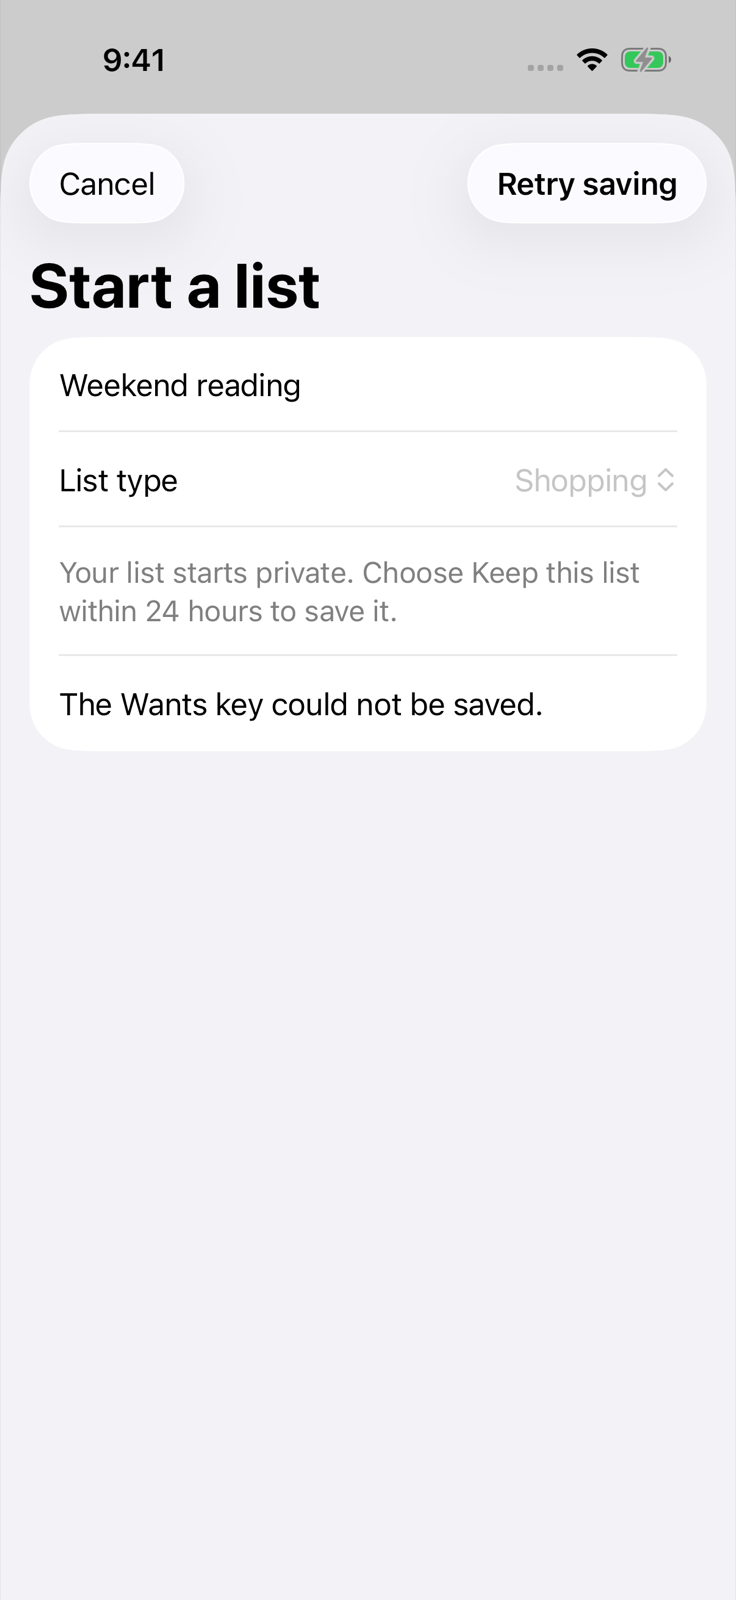 9:41
Cancel
Retry saving
Start a list
Weekend reading
List type
Shopping
Your list starts private. Choose Keep this list
within 24 hours to save it.
The Wants key could not be saved.